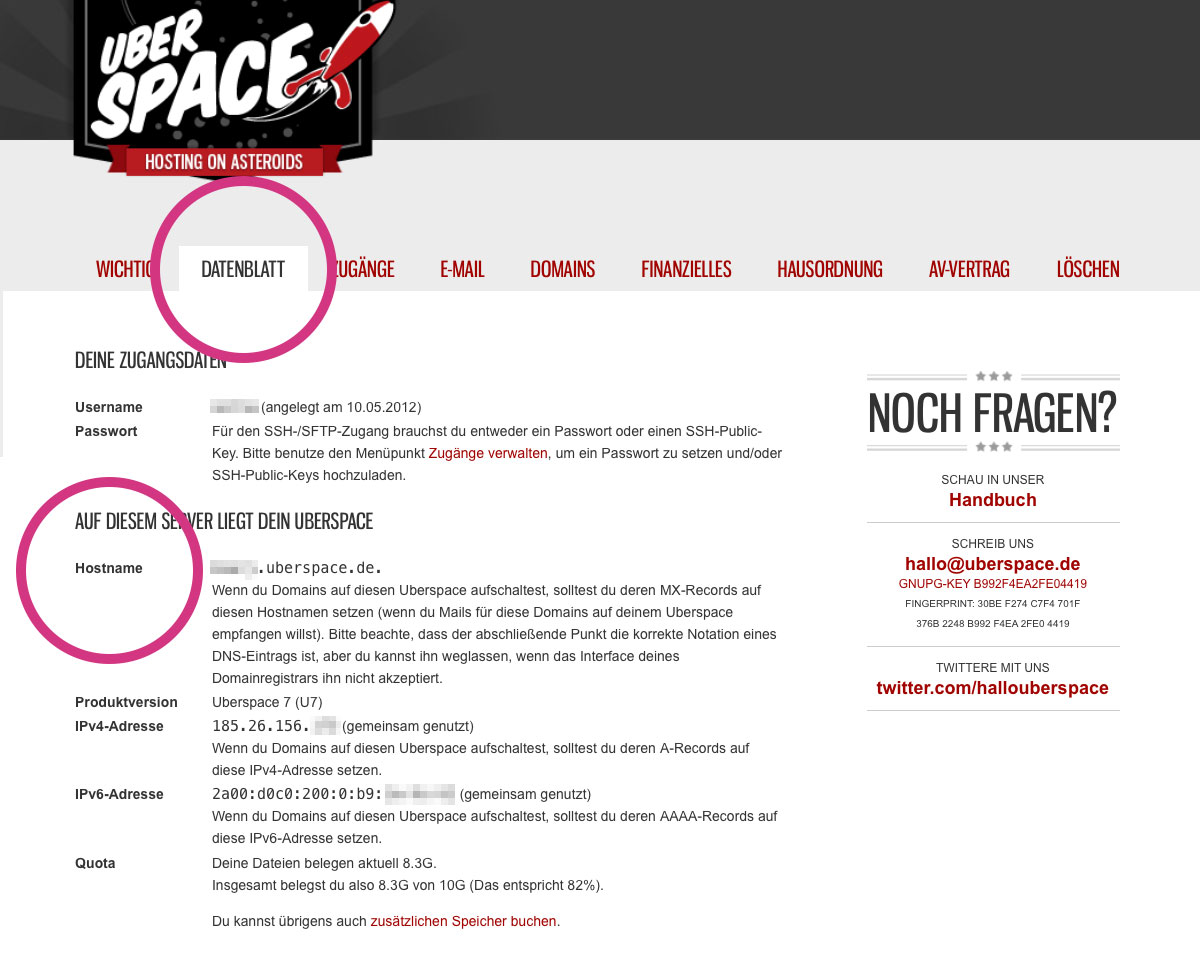 UBER
SPACE
HOSTING ON ASTEROIDS
WICHTIG DATENBLATT ZUGÄNGE E-MAIL DOMAINS FINANZIELLES HAUSORDNUNG AV-VERTRAG LÖSCHEN
DEINE ZUGANGSDATEN
Username (angelegt am 10.05.2012)
Passwort Für den SSH-/SFTP-Zugang brauchst du entweder ein Passwort oder einen SSH-Public-
Key. Bitte benutze den Menüpunkt Zugänge verwalten, um ein Passwort zu setzen und/oder
SSH-Public-Keys hochzuladen.
AUF DIESEM SERVER LIEGT DEIN UBERSPACE
Hostname .uberspace.de.
Wenn du Domains auf diesen Uberspace aufschaltest, solltest du deren MX-Records auf
diesen Hostnamen setzen (wenn du Mails für diese Domains auf deinem Uberspace
empfangen willst). Bitte beachte, dass der abschließende Punkt die korrekte Notation eines
DNS-Eintrags ist, aber du kannst ihn weglassen, wenn das Interface deines
Domainregistrars ihn nicht akzeptiert.
Produktversion Uberspace 7 (U7)
IPv4-Adresse 185.26.156. (gemeinsam genutzt)
Wenn du Domains auf diesen Uberspace aufschaltest, solltest du deren A-Records auf
diese IPv4-Adresse setzen.
IPv6-Adresse 2a00:d0c0:200:0:b9: (gemeinsam genutzt)
Wenn du Domains auf diesen Uberspace aufschaltest, solltest du deren AAAA-Records auf
diese IPv6-Adresse setzen.
Quota Deine Dateien belegen aktuell 8.3G.
Insgesamt belegst du also 8.3G von 10G (Das entspricht 82%).
Du kannst übrigens auch zusätzlichen Speicher buchen.
NOCH FRAGEN?
SCHAU IN UNSER
Handbuch
SCHREIB UNS
hallo@uberspace.de
GNUPG-KEY B992F4EA2FE04419
FINGERPRINT: 30BE F274 C7F4 701F
376B 2248 B992 F4EA 2FE0 4419
TWITTERE MIT UNS
twitter.com/hallouberspace